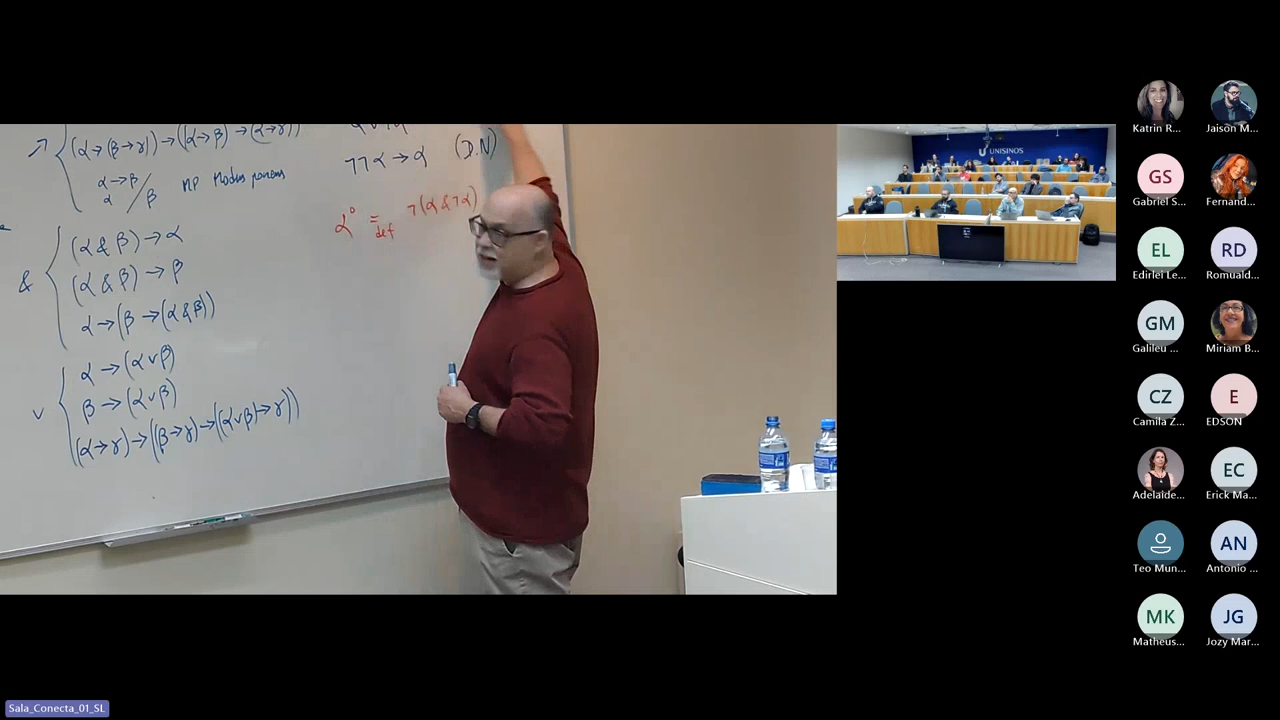 (α→(β→γ))→((α→β)→(α→γ))
α→β
α / β MP Modus ponens
& (α & β)→α
(α & β)→β
α→(β→(α & β))
∨ α→(α∨β)
β→(α∨β)
(α→γ)→((β→γ)→((α∨β)→γ))
¬¬α→α (D.N)
α° =def ¬(α & ¬α)
UNISINOS
Katrin R...
Jaison M...
GS
Gabriel S...
Fernand...
EL
Edirlei Le...
RD
Romuald...
GM
Galileu ...
Miriam B...
CZ
Camila Z...
E
EDSON
Adelaide...
EC
Erick Ma...
Teo Mun...
AN
Antonio ...
MK
Matheus...
JG
Jozy Mar...
Sala_Conecta_01_SL